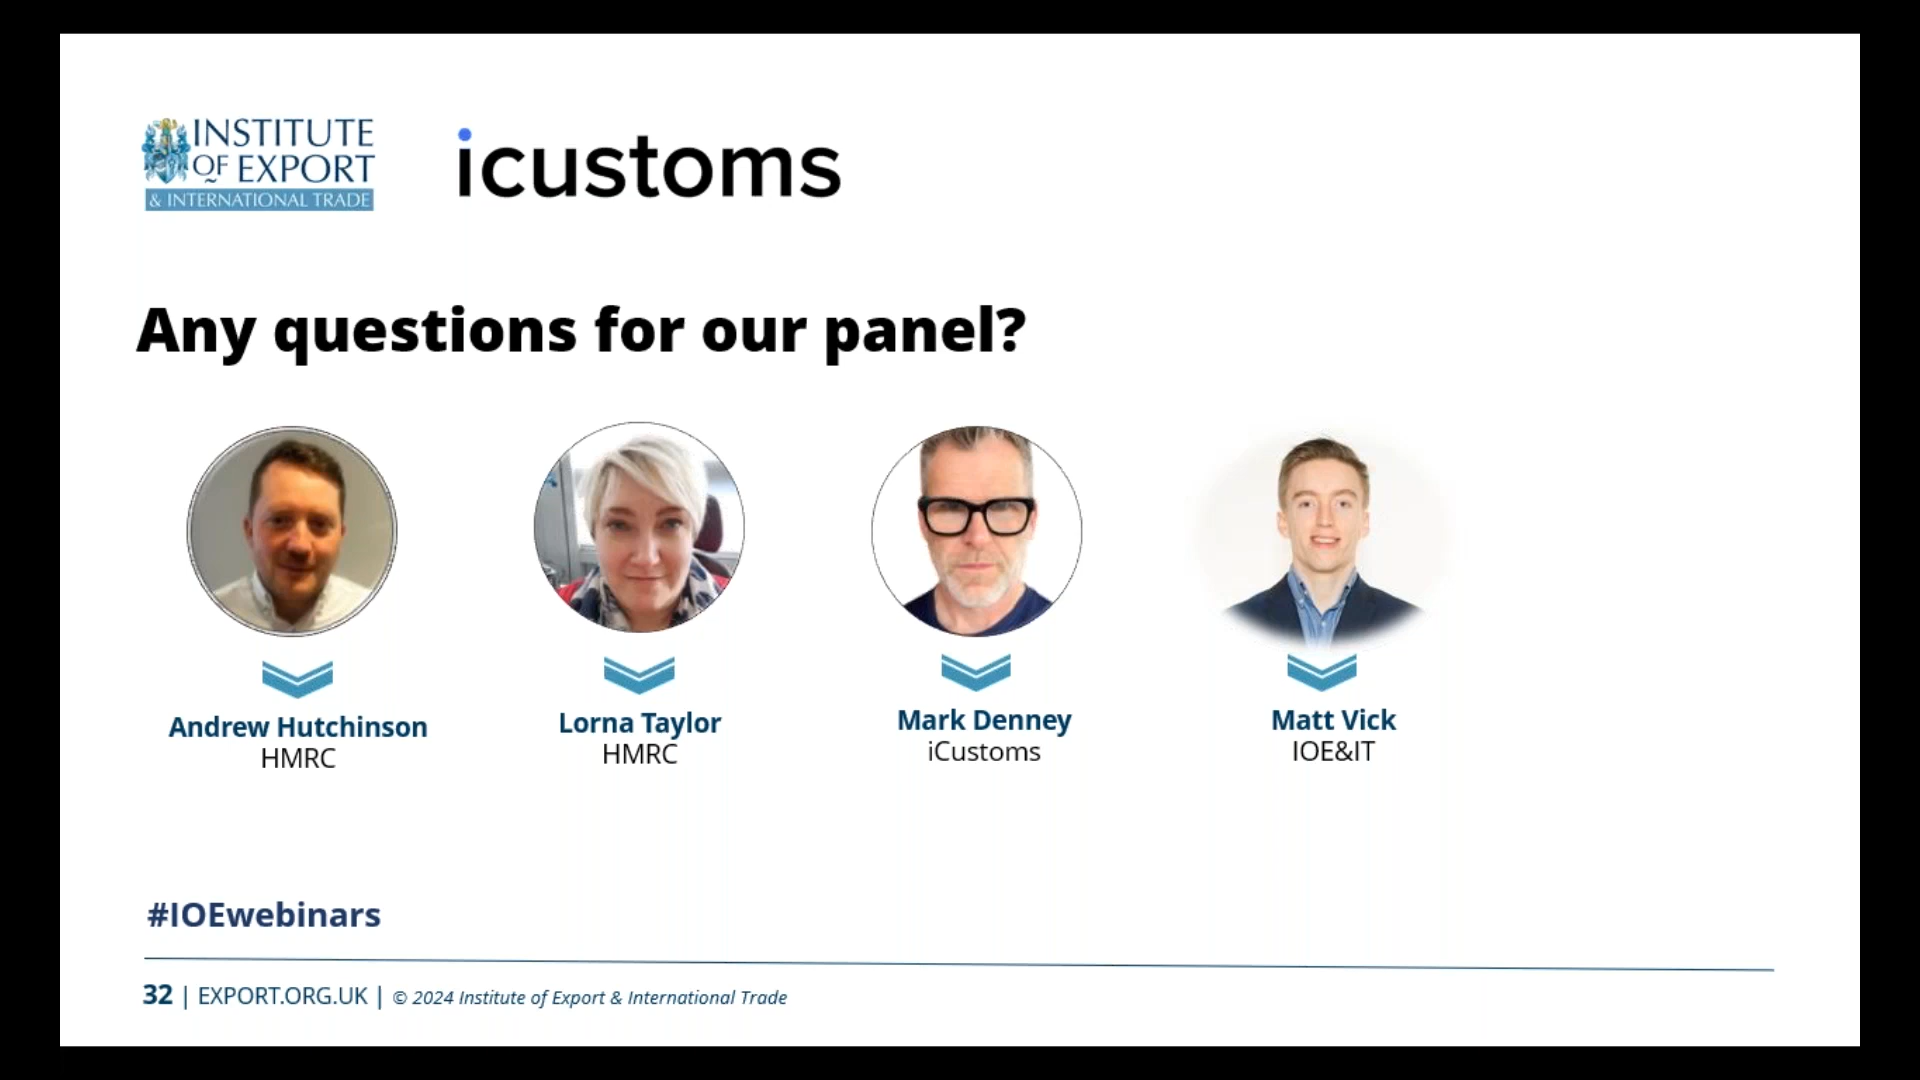 INSTITUTE
OF EXPORT
& INTERNATIONAL TRADE
icustoms
Any questions for our panel?
Andrew Hutchinson
HMRC
Lorna Taylor
HMRC
Mark Denney
iCustoms
Matt Vick
IOE&IT
#IOEwebinars
32 | EXPORT.ORG.UK | © 2024 Institute of Export & International Trade